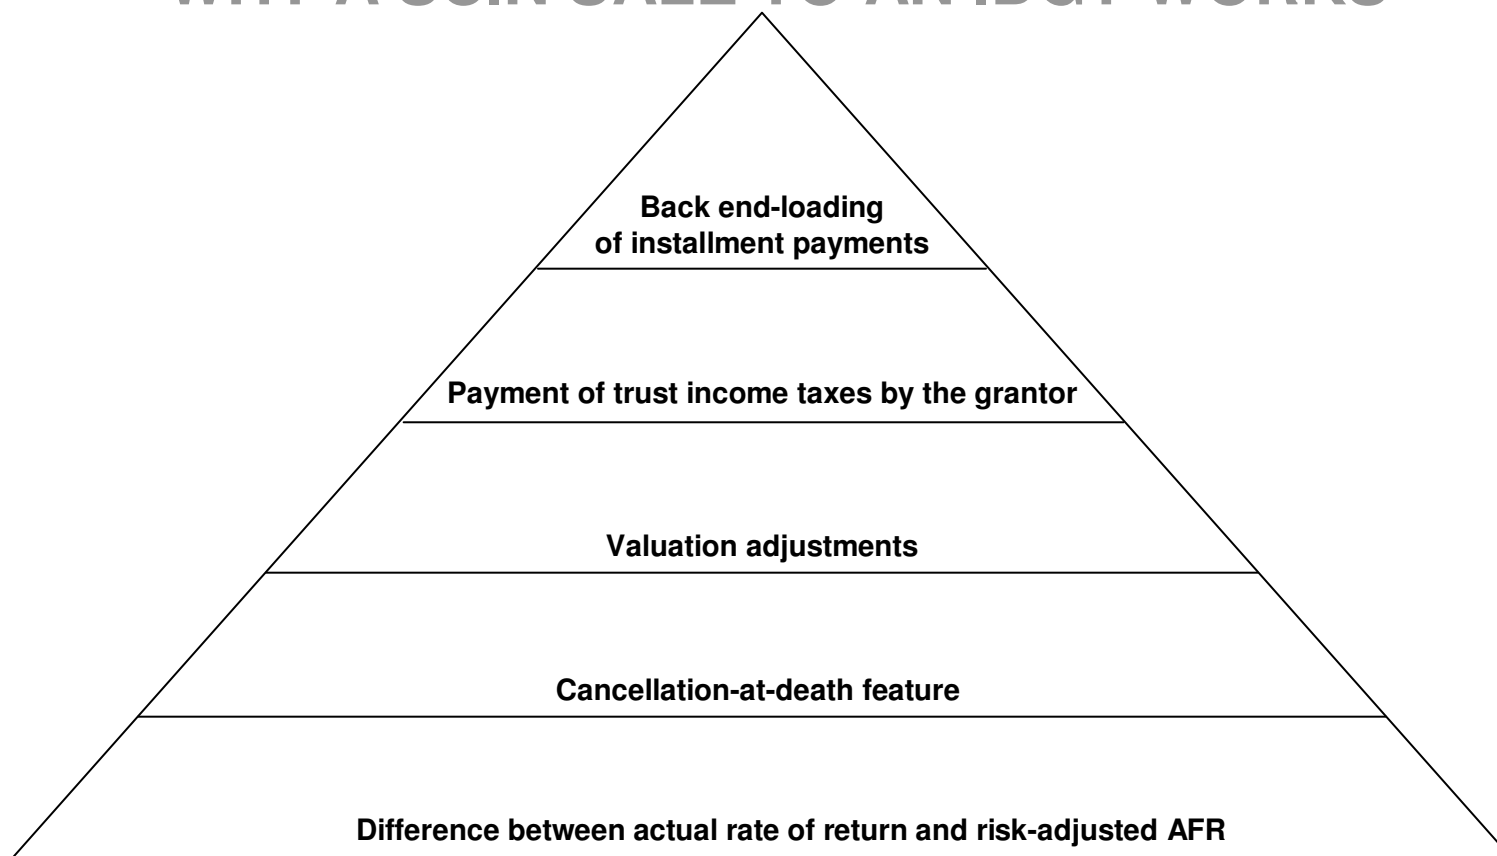 Back end-loading
of installment payments
Payment of trust income taxes by the grantor
Valuation adjustments
Cancellation-at-death feature
Difference between actual rate of return and risk-adjusted AFR